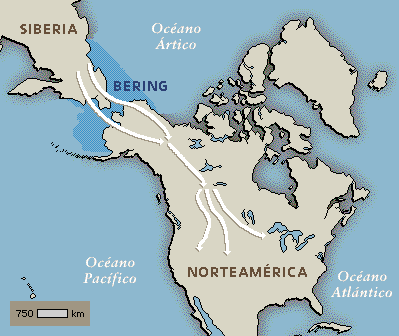 SIBERIA
Océano
Ártico
BERING
Océano
Pacífico
NORTEAMÉRICA
Océano
Atlántico
750 km